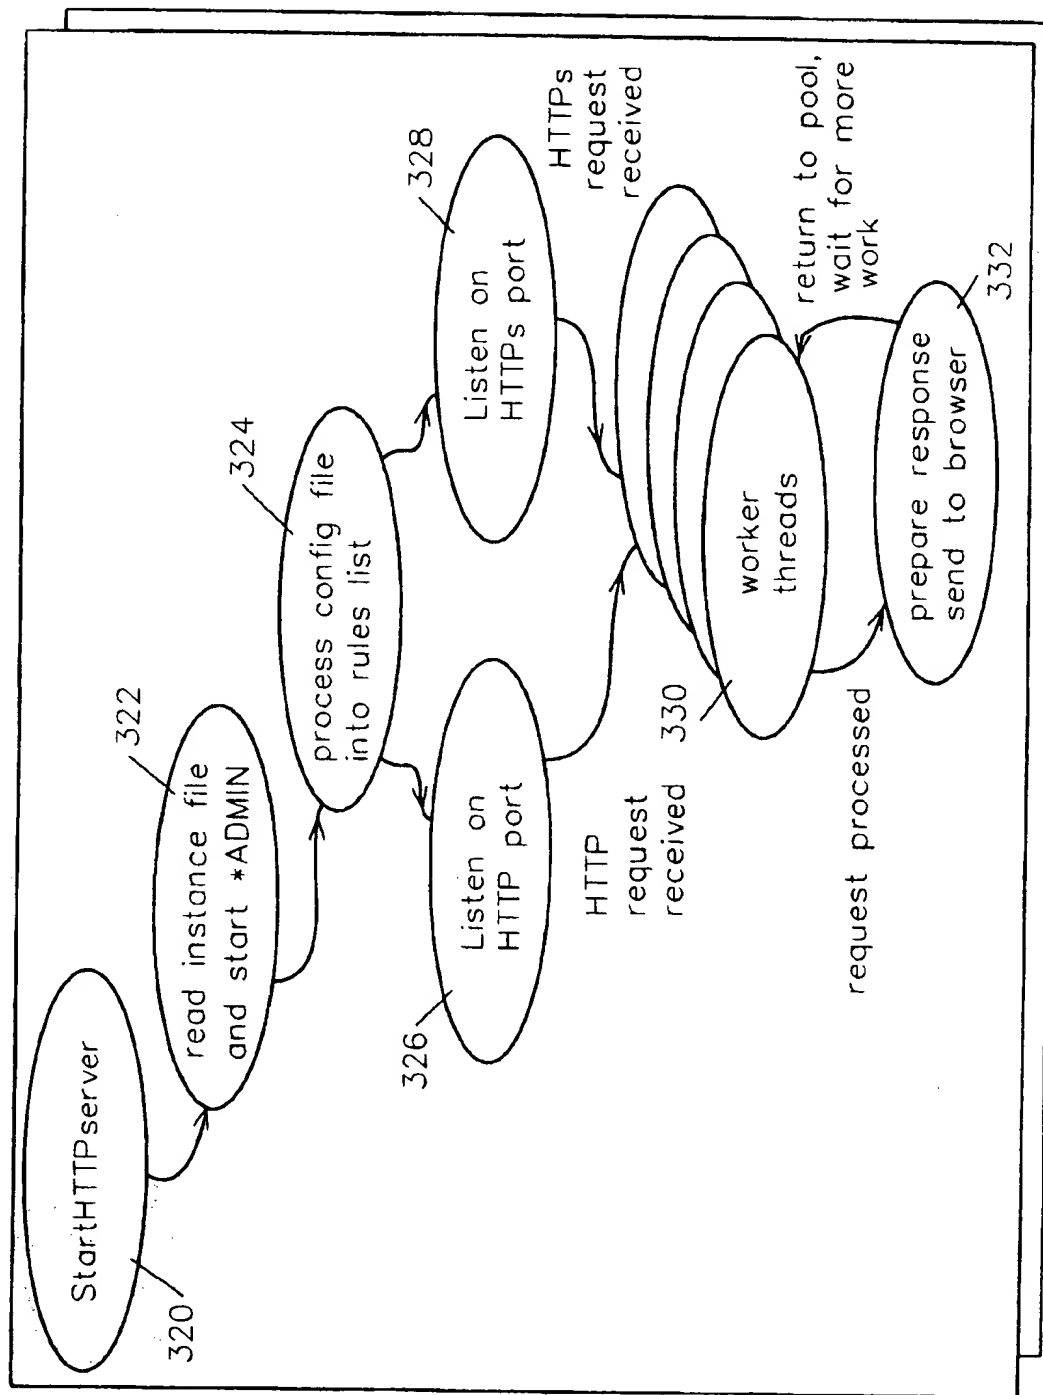 StartHTTPserver
320
322
read instance file
and start *ADMIN
324
process config file
into rules list
326
Listen on
HTTP port
328
Listen on
HTTPs port
HTTP
request
received
HTTPs
request
received
330
worker
threads
request processed
return to pool,
wait for more
work
332
prepare response
send to browser